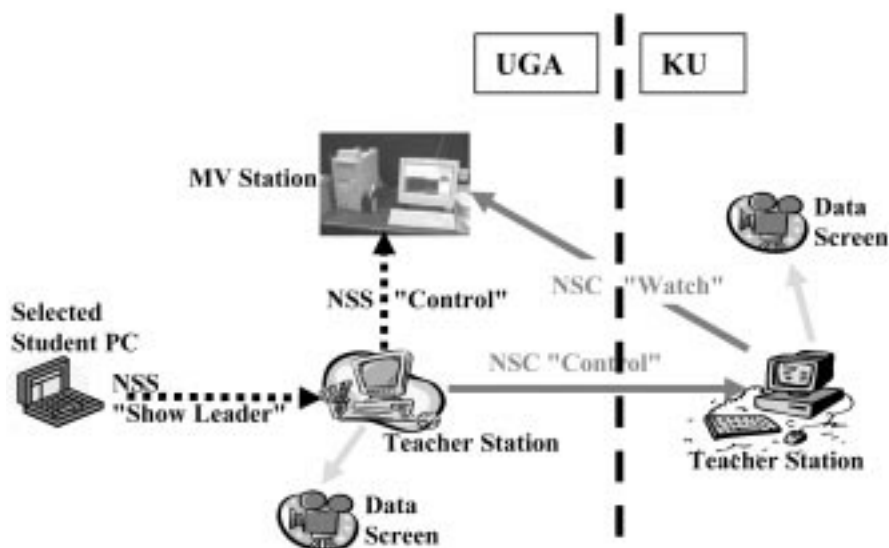 UGA
KU
MV Station
Data
Screen
NSC "Watch"
NSS "Control"
Selected
Student PC
NSS
"Show Leader"
NSC "Control"
Teacher Station
Teacher Station
Data
Screen